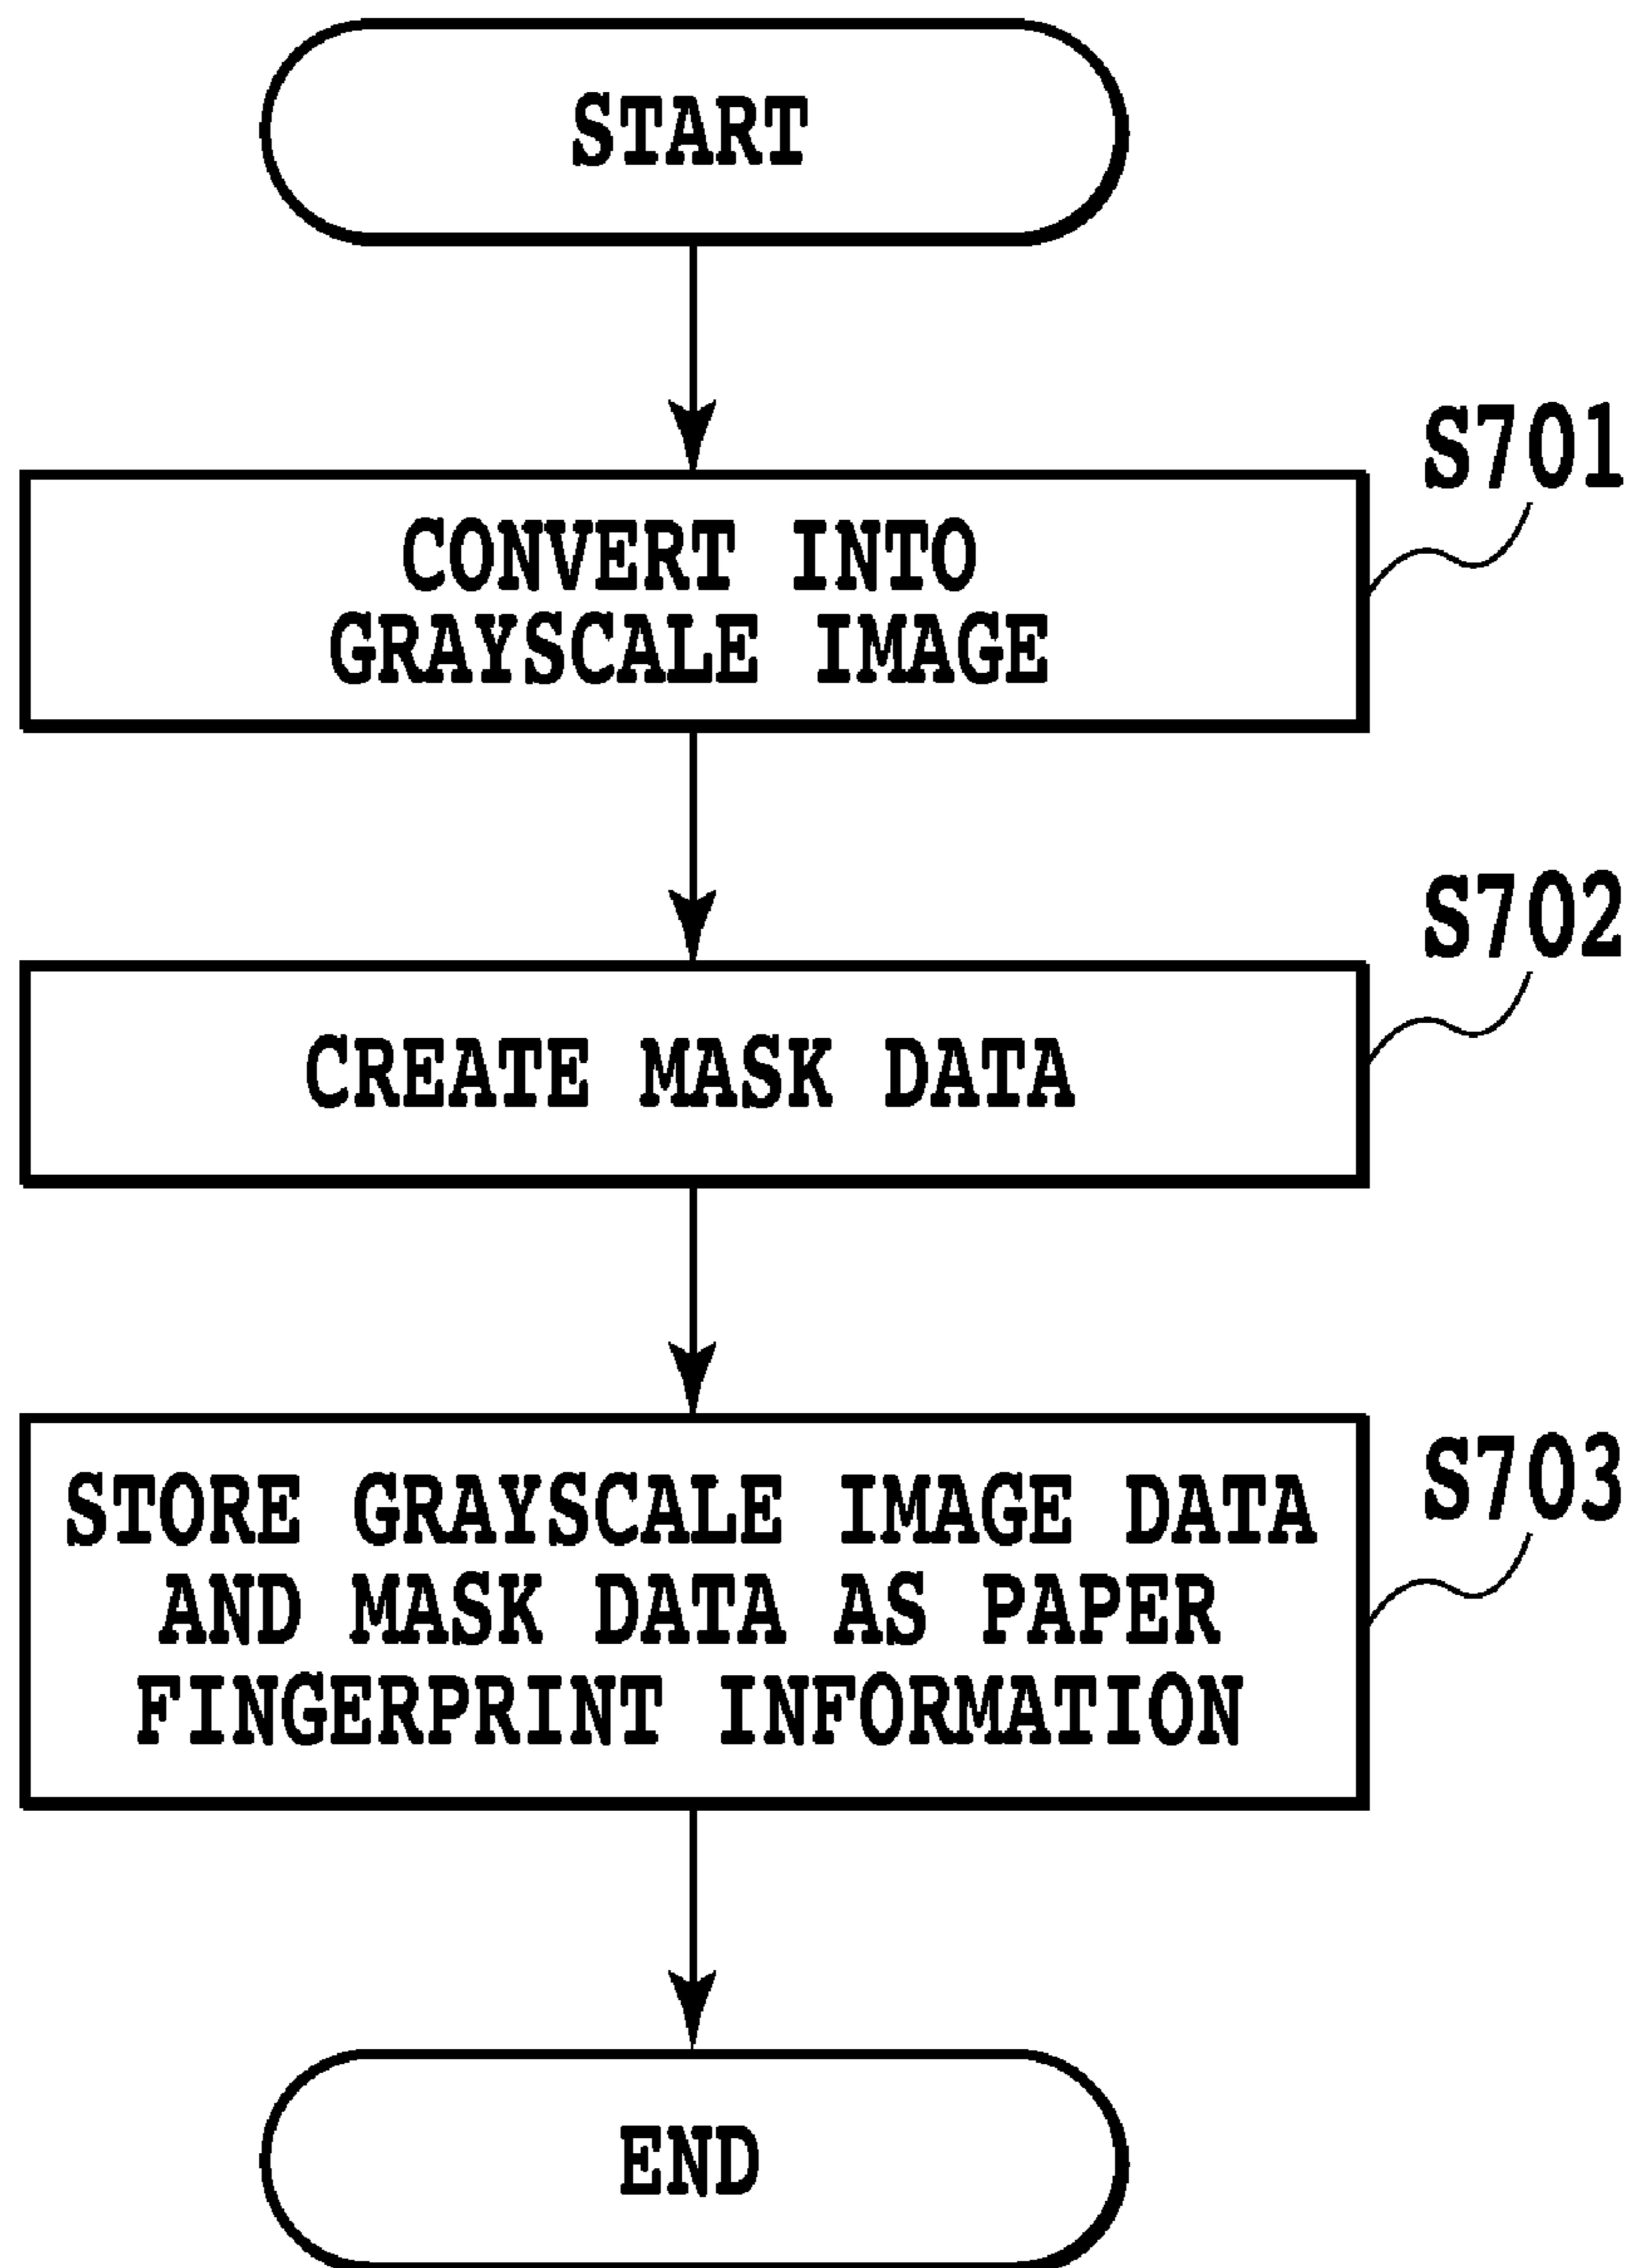 START
S701
CONVERT INTO
GRAYSCALE IMAGE
S702
CREATE MASK DATA
S703
STORE GRAYSCALE IMAGE DATA
AND MASK DATA AS PAPER
FINGERPRINT INFORMATION
END